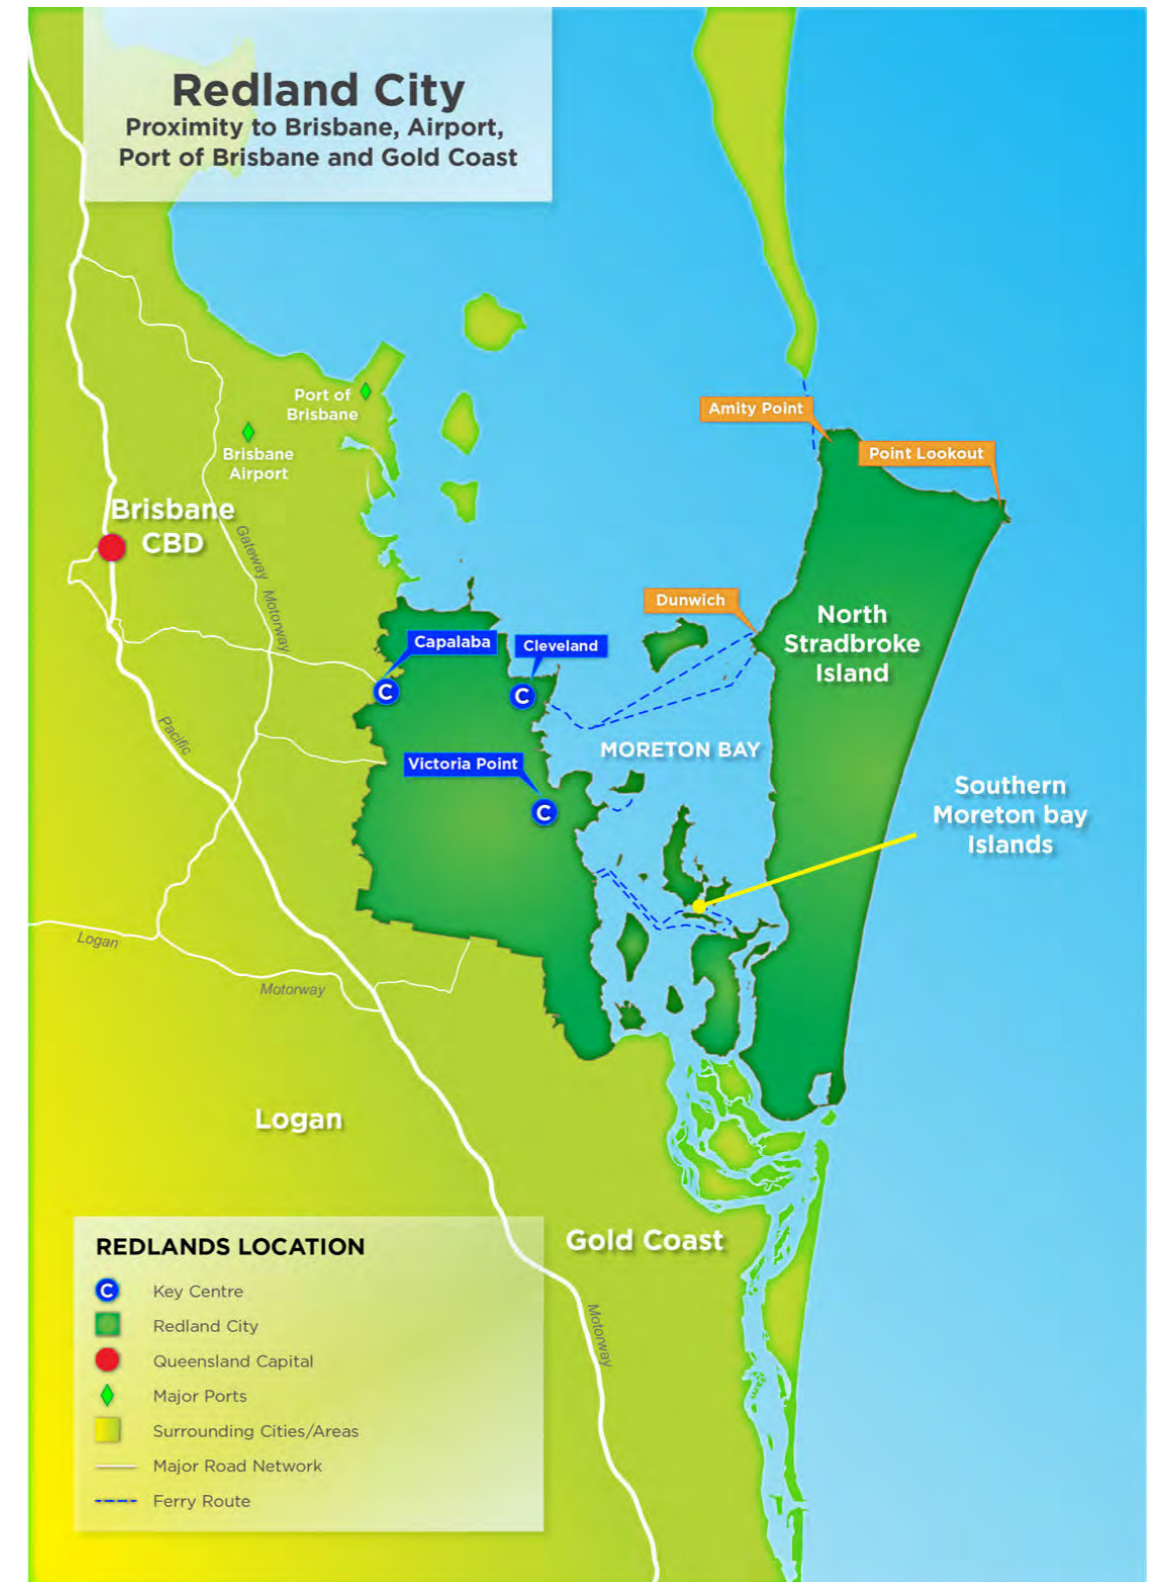 Redland City
Proximity to Brisbane, Airport,
Port of Brisbane and Gold Coast
Port of
Brisbane
Brisbane
Airport
Brisbane
CBD
Gateway
Motorway
Amity Point
Point Lookout
Dunwich
North
Stradbroke
Island
Capalaba
Cleveland
C
C
Pacific
MORETON BAY
Victoria Point
C
Southern
Moreton bay
Islands
Logan
Motorway
Logan
Gold Coast
Motorway
REDLANDS LOCATION
C Key Centre
Redland City
Queensland Capital
Major Ports
Surrounding Cities/Areas
Major Road Network
Ferry Route